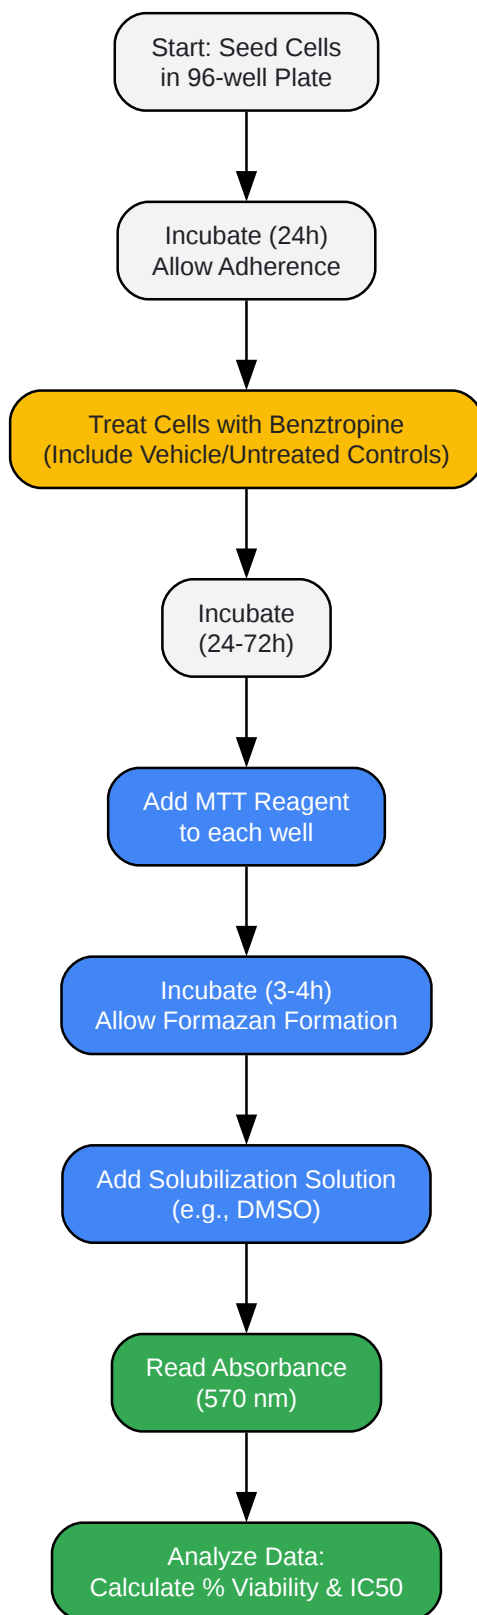 Start: Seed Cells
in 96-well Plate
Incubate (24h)
Allow Adherence
Treat Cells with Benztropine
(Include Vehicle/Untreated Controls)
Incubate
(24-72h)
Add MTT Reagent
to each well
Incubate (3-4h)
Allow Formazan Formation
Add Solubilization Solution
(e.g., DMSO)
Read Absorbance
(570 nm)
Analyze Data:
Calculate % Viability & IC50